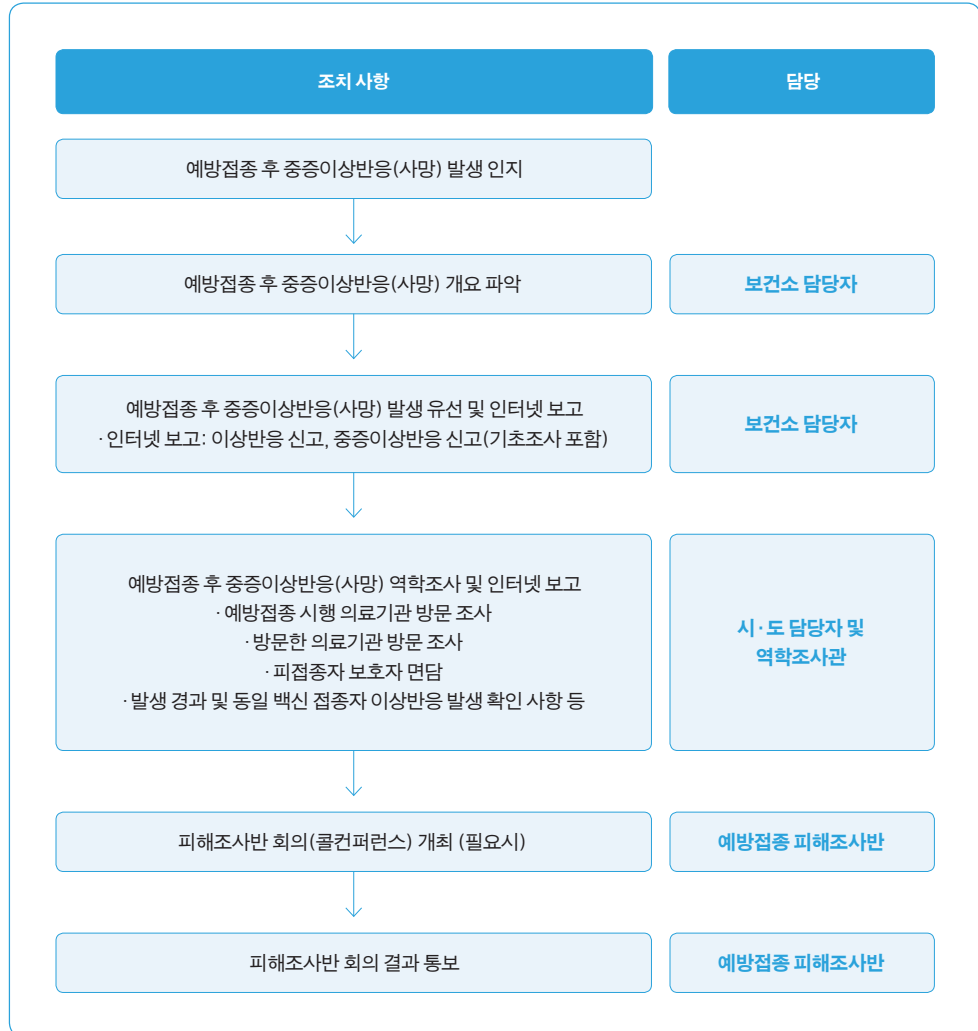 조치 사항
담당
예방접종 후 중증이상반응(사망) 발생 인지
예방접종 후 중증이상반응(사망) 개요 파악
보건소 담당자
예방접종 후 중증이상반응(사망) 발생 유선 및 인터넷 보고
· 인터넷 보고: 이상반응 신고, 중증이상반응 신고(기초조사 포함)
보건소 담당자
예방접종 후 중증이상반응(사망) 역학조사 및 인터넷 보고
· 예방접종 시행 의료기관 방문 조사
· 방문한 의료기관 방문 조사
· 피접종자 보호자 면담
· 발생 경과 및 동일 백신 접종자 이상반응 발생 확인 사항 등
시·도 담당자 및
역학조사관
피해조사반 회의(콜컨퍼런스) 개최 (필요시)
예방접종 피해조사반
피해조사반 회의 결과 통보
예방접종 피해조사반